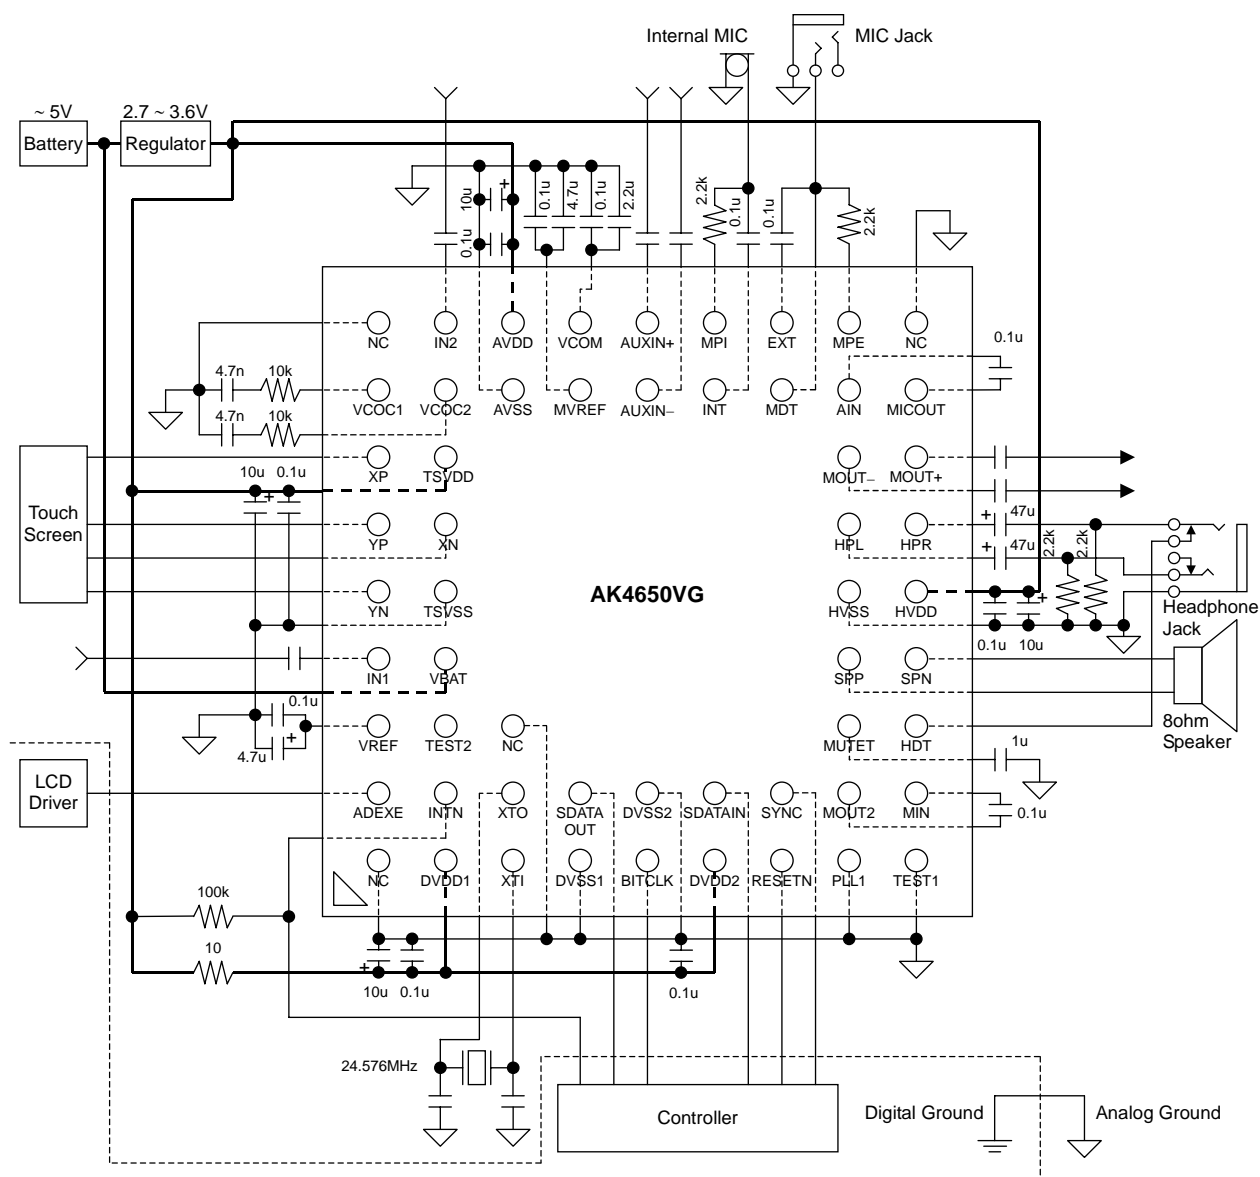 Internal MIC
MIC Jack
~ 5V
2.7 ~ 3.6V
Battery
Regulator
10u
+
0.1u
0.1u
4.7u
0.1u
2.2u
2.2k
0.1u
0.1u
2.2k
NC
IN2
AVDD
VCOM
AUXIN+
MPI
EXT
MPE
NC
0.1u
4.7n
10k
VCOC1
VCOC2
AVSS
MVREF
AUXIN−
INT
MDT
AIN
MICOUT
4.7n
10k
10u
0.1u
+
XP
TSVDD
MOUT−
MOUT+
Touch
Screen
YP
XN
HPL
HPR
+
47u
+
47u
2.2k
2.2k
AK4650VG
YN
TSVSS
HVSS
HVDD
+
0.1u
10u
Headphone
Jack
IN1
VBAT
SPP
SPN
0.1u
+
4.7u
VREF
TEST2
NC
MUTET
HDT
8ohm
Speaker
1u
LCD
Driver
ADEXE
INTN
XTO
SDATA
OUT
DVSS2
SDATAIN
SYNC
MOUT2
MIN
0.1u
NC
DVDD1
XTI
DVSS1
BITCLK
DVDD2
RESETN
PLL1
TEST1
100k
10
+
10u
0.1u
0.1u
24.576MHz
Controller
Digital Ground
Analog Ground